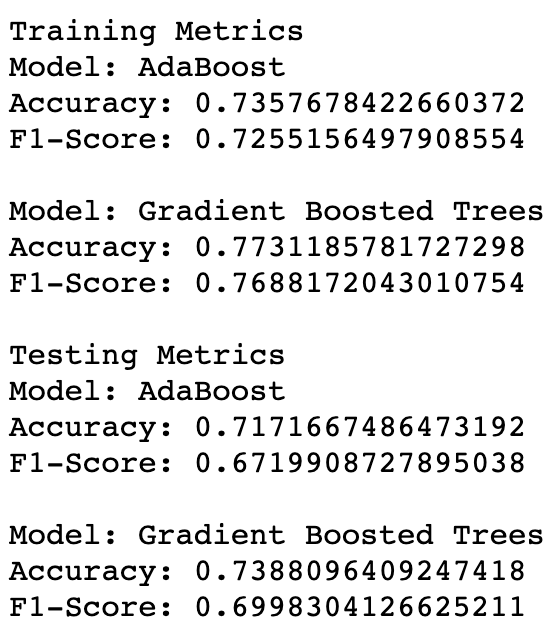 Training Metrics
Model: AdaBoost
Accuracy: 0.7357678422660372
F1-Score: 0.7255156497908554
Model: Gradient Boosted Trees
Accuracy: 0.7731185781727298
F1-Score: 0.7688172043010754
Testing Metrics
Model: AdaBoost
Accuracy: 0.7171667486473192
F1-Score: 0.6719908727895038
Model: Gradient Boosted Trees
Accuracy: 0.7388096409247418
F1-Score: 0.6998304126625211